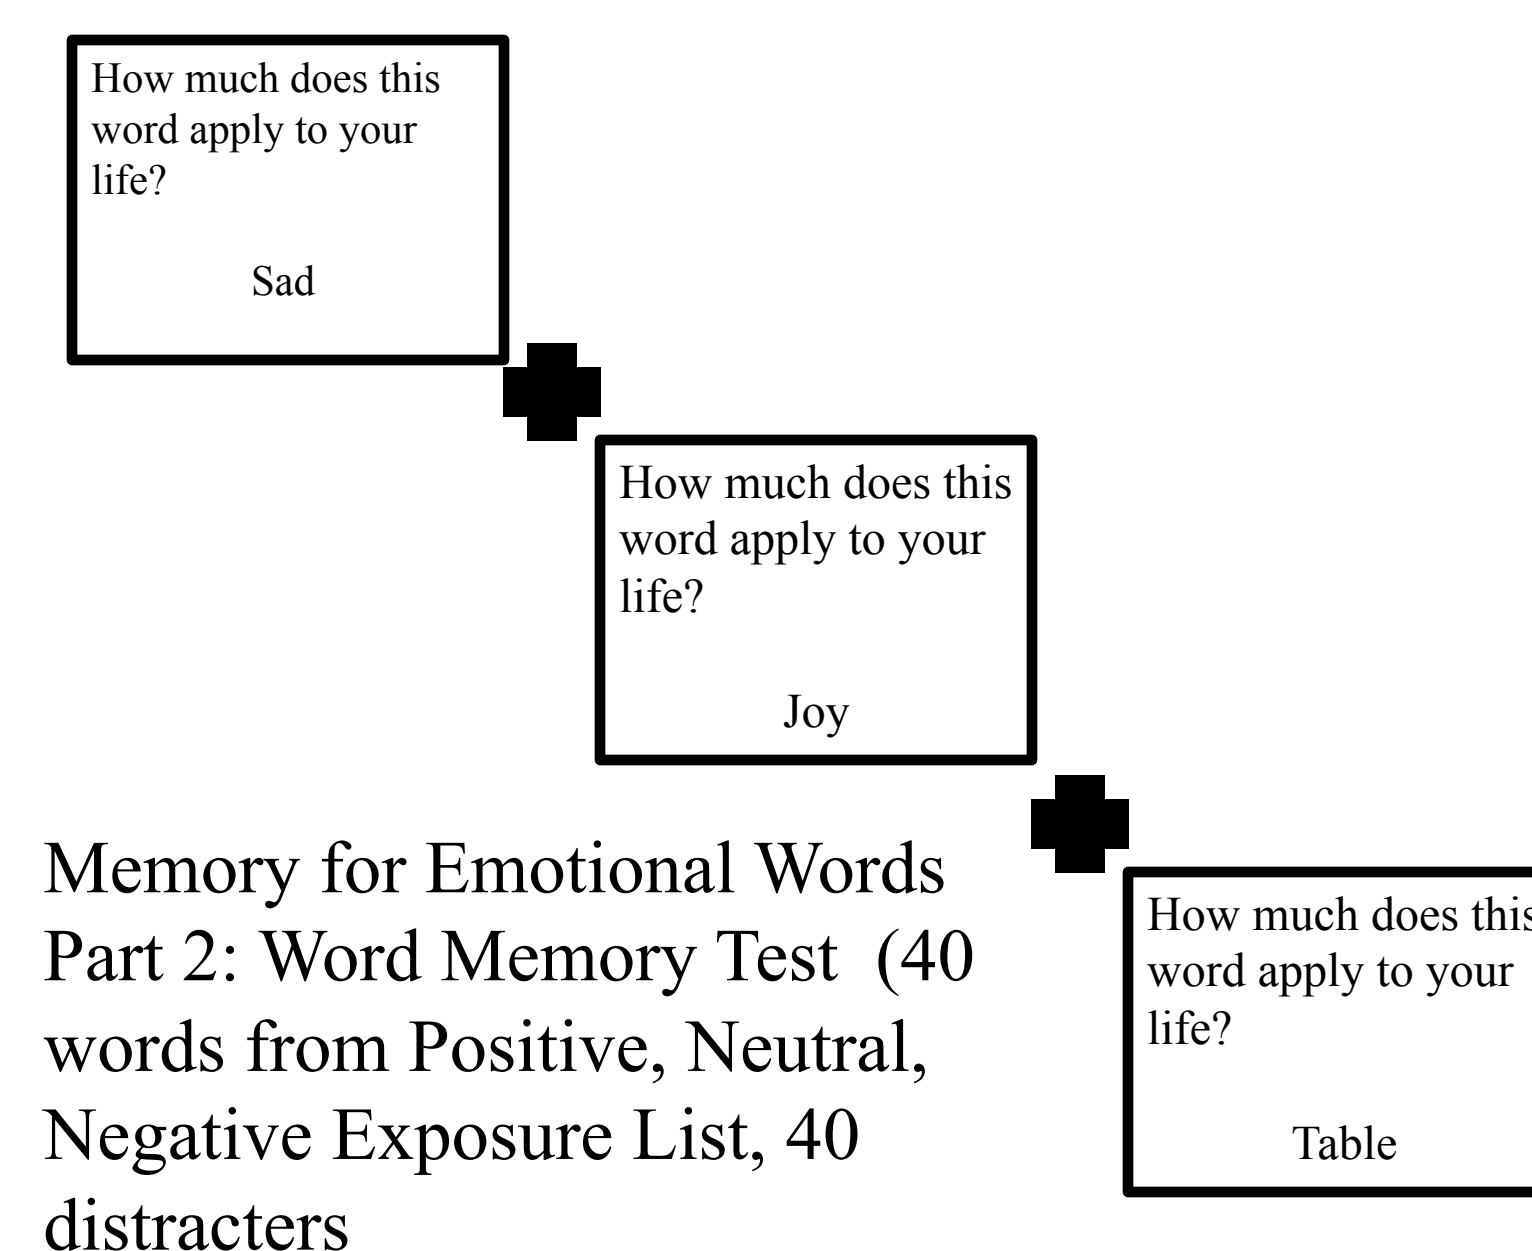 How much does this
word apply to your
life?
Sad
How much does this
word apply to your
life?
Joy
Memory for Emotional Words
Part 2: Word Memory Test  (40
words from Positive, Neutral,
Negative Exposure List, 40
distracters
How much does this
word apply to your
life?
Table